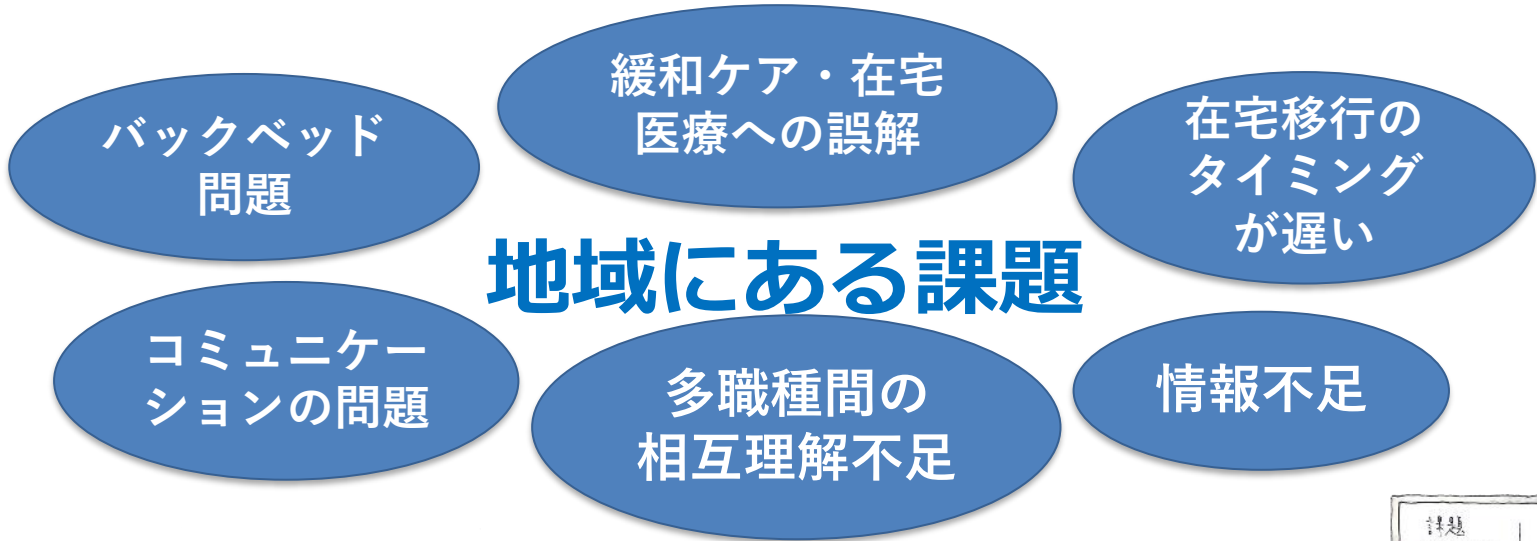 バックベッド
問題
緩和ケア・在宅
医療への誤解
在宅移行の
タイミング
が遅い
地域にある課題
コミュニケー
ションの問題
多職種間の
相互理解不足
情報不足
課題